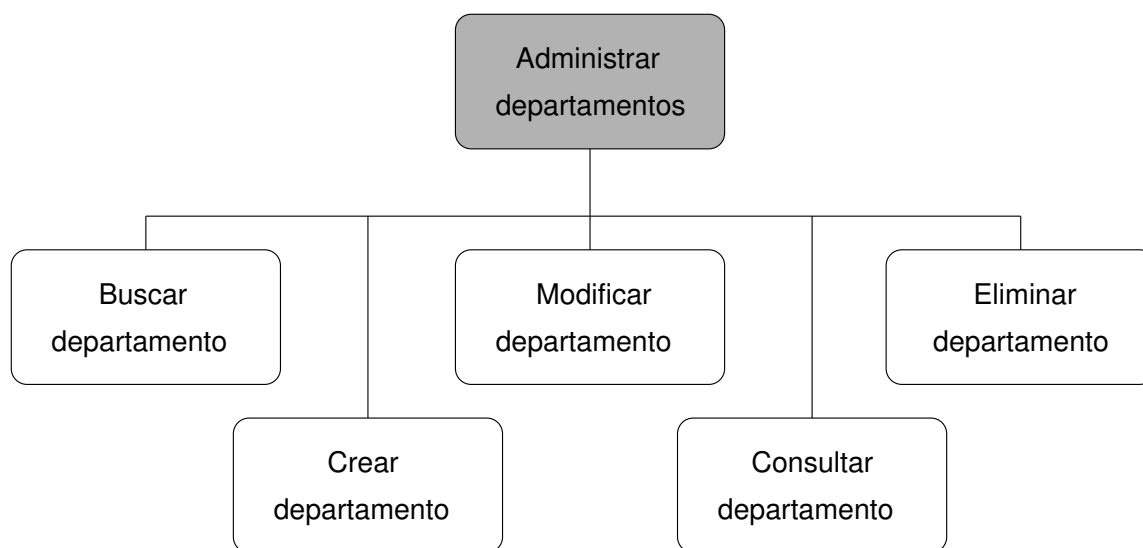 Administrar
departamentos
Buscar
departamento
Modificar
departamento
Eliminar
departamento
Crear
departamento
Consultar
departamento